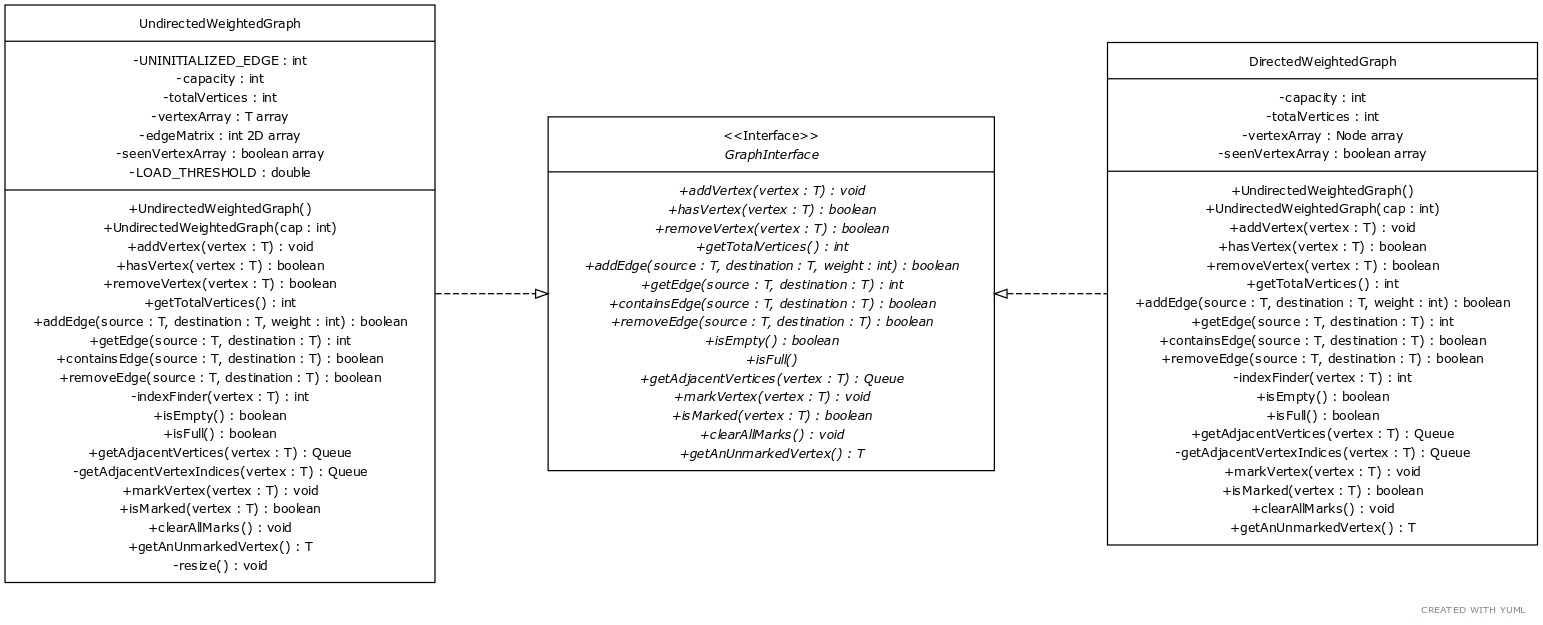 UndirectedWeightedGraph
-UNINITIALIZED_EDGE : int
-capacity : int
-totalVertices : int
-vertexArray : T array
-edgeMatrix : int 2D array
-seenVertexArray : boolean array
-LOAD_THRESHOLD : double
+UndirectedWeightedGraph()
+UndirectedWeightedGraph(cap : int)
+addVertex(vertex : T) : void
+hasVertex(vertex : T) : boolean
+removeVertex(vertex : T) : boolean
+getTotalVertices() : int
+addEdge(source : T, destination : T, weight : int) : boolean
+getEdge(source : T, destination : T) : int
+containsEdge(source : T, destination : T) : boolean
+removeEdge(source : T, destination : T) : boolean
-indexFinder(vertex : T) : int
+isEmpty() : boolean
+isFull() : boolean
+getAdjacentVertices(vertex : T) : Queue
-getAdjacentVertexIndices(vertex : T) : Queue
+markVertex(vertex : T) : void
+isMarked(vertex : T) : boolean
+clearAllMarks() : void
+getAnUnmarkedVertex() : T
-resize() : void
<<Interface>>
GraphInterface
+addVertex(vertex : T) : void
+hasVertex(vertex : T) : boolean
+removeVertex(vertex : T) : boolean
+getTotalVertices() : int
+addEdge(source : T, destination : T, weight : int) : boolean
+getEdge(source : T, destination : T) : int
+containsEdge(source : T, destination : T) : boolean
+removeEdge(source : T, destination : T) : boolean
+isEmpty() : boolean
+isFull()
+getAdjacentVertices(vertex : T) : Queue
+markVertex(vertex : T) : void
+isMarked(vertex : T) : boolean
+clearAllMarks() : void
+getAnUnmarkedVertex() : T
DirectedWeightedGraph
-capacity : int
-totalVertices : int
-vertexArray : Node array
-seenVertexArray : boolean array
+UndirectedWeightedGraph()
+UndirectedWeightedGraph(cap : int)
+addVertex(vertex : T) : void
+hasVertex(vertex : T) : boolean
+removeVertex(vertex : T) : boolean
+getTotalVertices() : int
+addEdge(source : T, destination : T, weight : int) : boolean
+getEdge(source : T, destination : T) : int
+containsEdge(source : T, destination : T) : boolean
+removeEdge(source : T, destination : T) : boolean
-indexFinder(vertex : T) : int
+isEmpty() : boolean
+isFull() : boolean
+getAdjacentVertices(vertex : T) : Queue
-getAdjacentVertexIndices(vertex : T) : Queue
+markVertex(vertex : T) : void
+isMarked(vertex : T) : boolean
+clearAllMarks() : void
+getAnUnmarkedVertex() : T
CREATED WITH YUML